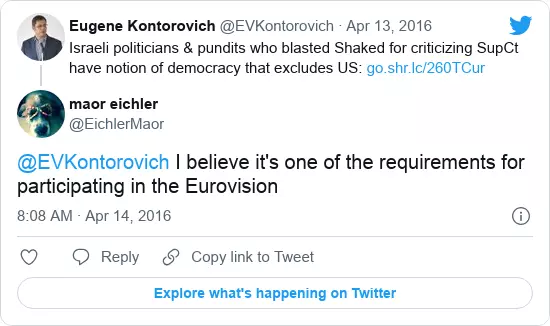 Eugene Kontorovich @EVKontorovich · Apr 13, 2016
Israeli politicians & pundits who blasted Shaked for criticizing SupCt
have notion of democracy that excludes US: go.shr.lc/260TCur
maor eichler
@EichlerMaor
@EVKontorovich I believe it's one of the requirements for
participating in the Eurovision
8:08 AM · Apr 14, 2016
Reply Copy link to Tweet
Explore what's happening on Twitter